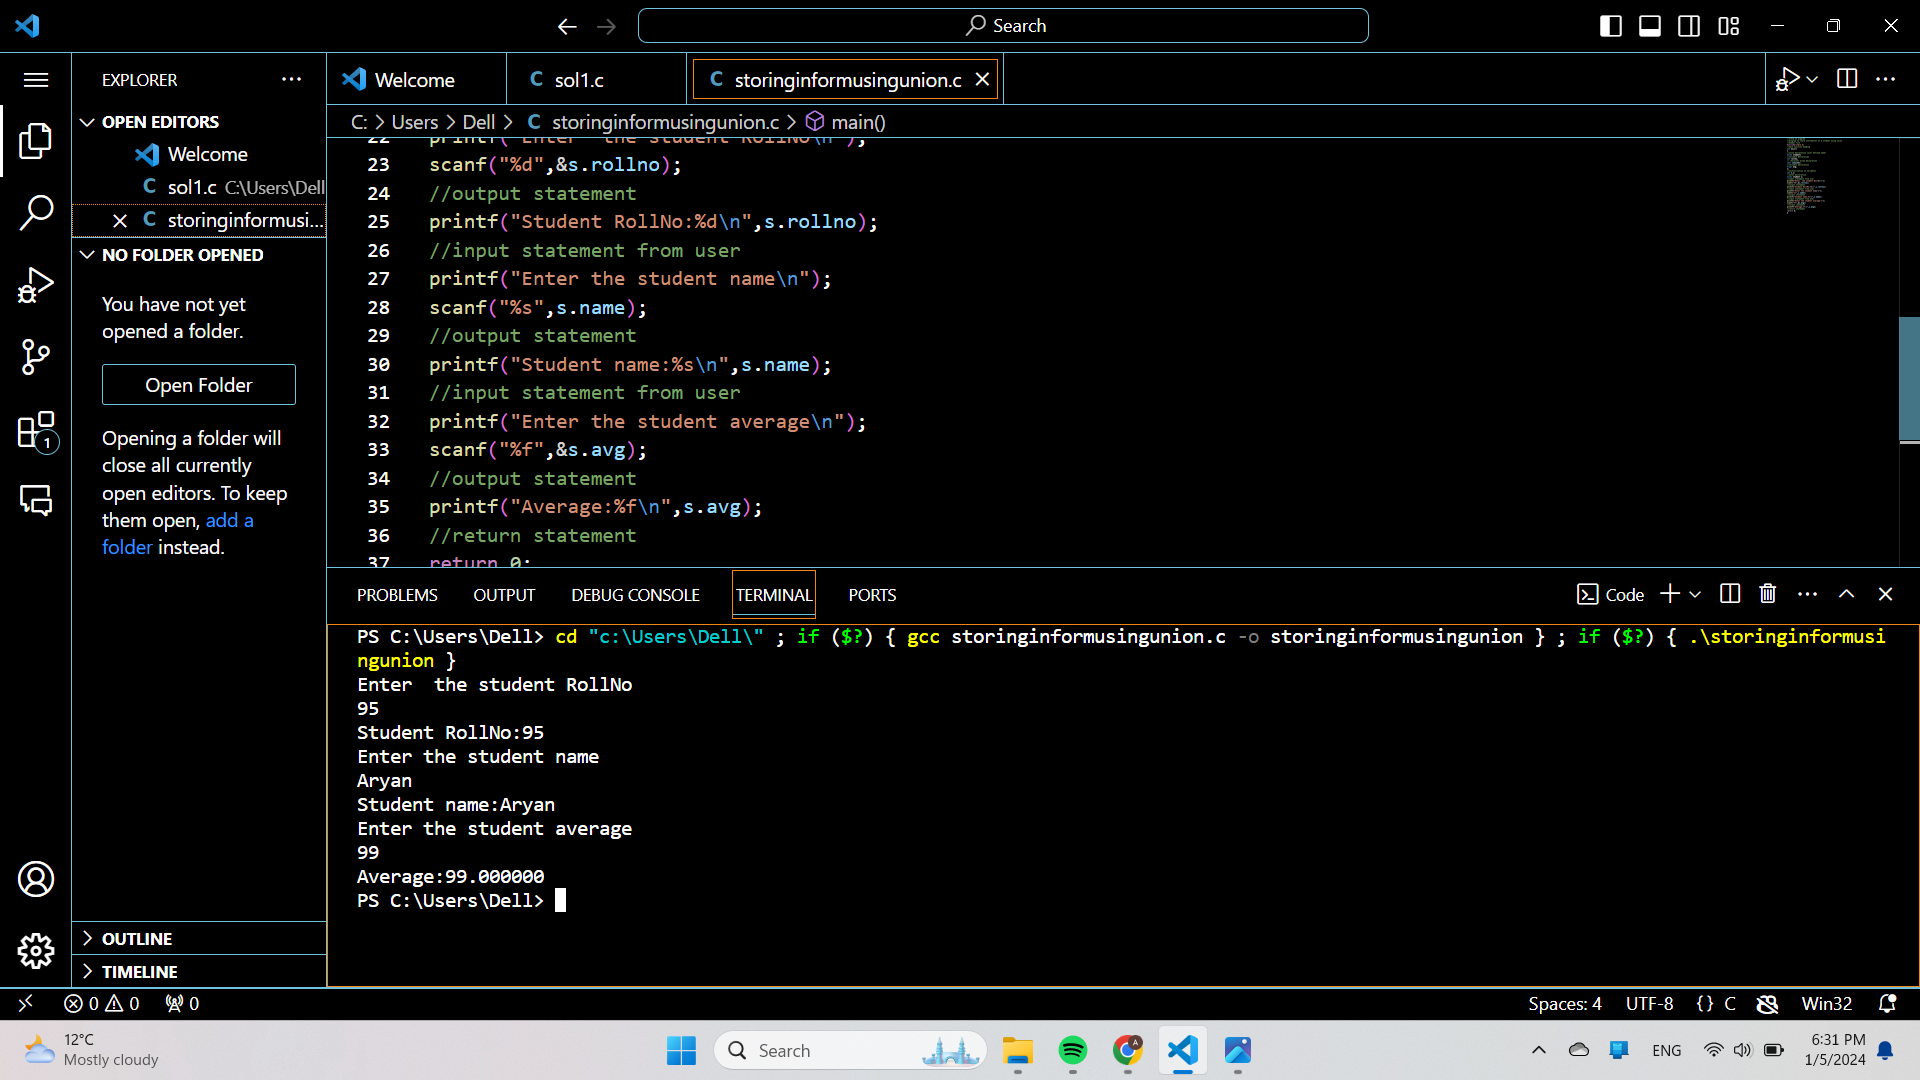 Search
EXPLORER
Welcome
sol1.c
storinginformusingunion.c
OPEN EDITORS
Welcome
sol1.c C:\Users\Dell
storinginformusi...
NO FOLDER OPENED
You have not yet
opened a folder.
Open Folder
Opening a folder will
close all currently
open editors. To keep
them open, add a
folder instead.
OUTLINE
TIMELINE
C: > Users > Dell > C storinginformusingunion.c > main()
22 printf("Enter  the student RollNo\n");
23 scanf("%d",&s.rollno);
24 //output statement
25 printf("Student RollNo:%d\n",s.rollno);
26 //input statement from user
27 printf("Enter the student name\n");
28 scanf("%s",s.name);
29 //output statement
30 printf("Student name:%s\n",s.name);
31 //input statement from user
32 printf("Enter the student average\n");
33 scanf("%f",&s.avg);
34 //output statement
35 printf("Average:%f\n",s.avg);
36 //return statement
37 return 0;
PROBLEMS OUTPUT DEBUG CONSOLE TERMINAL PORTS
Code
PS C:\Users\Dell> cd "c:\Users\Dell\" ; if ($?) { gcc storinginformusingunion.c -o storinginformusingunion } ; if ($?) { .\storinginformusi
ngunion }
Enter  the student RollNo
95
Student RollNo:95
Enter the student name
Aryan
Student name:Aryan
Enter the student average
99
Average:99.000000
PS C:\Users\Dell>
0 0 0
Spaces: 4 UTF-8 {} C Win32
12°C
Mostly cloudy
Search
ENG
6:31 PM
1/5/2024